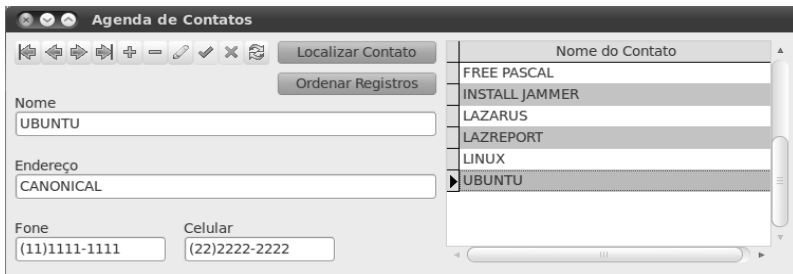 Agenda de Contatos
Localizar Contato
Ordenar Registros
Nome
UBUNTU
Endereço
CANONICAL
Fone
Celular
(11)1111-1111
(22)2222-2222
Nome do Contato
FREE PASCAL
INSTALL JAMMER
LAZARUS
LAZREPORT
LINUX
UBUNTU